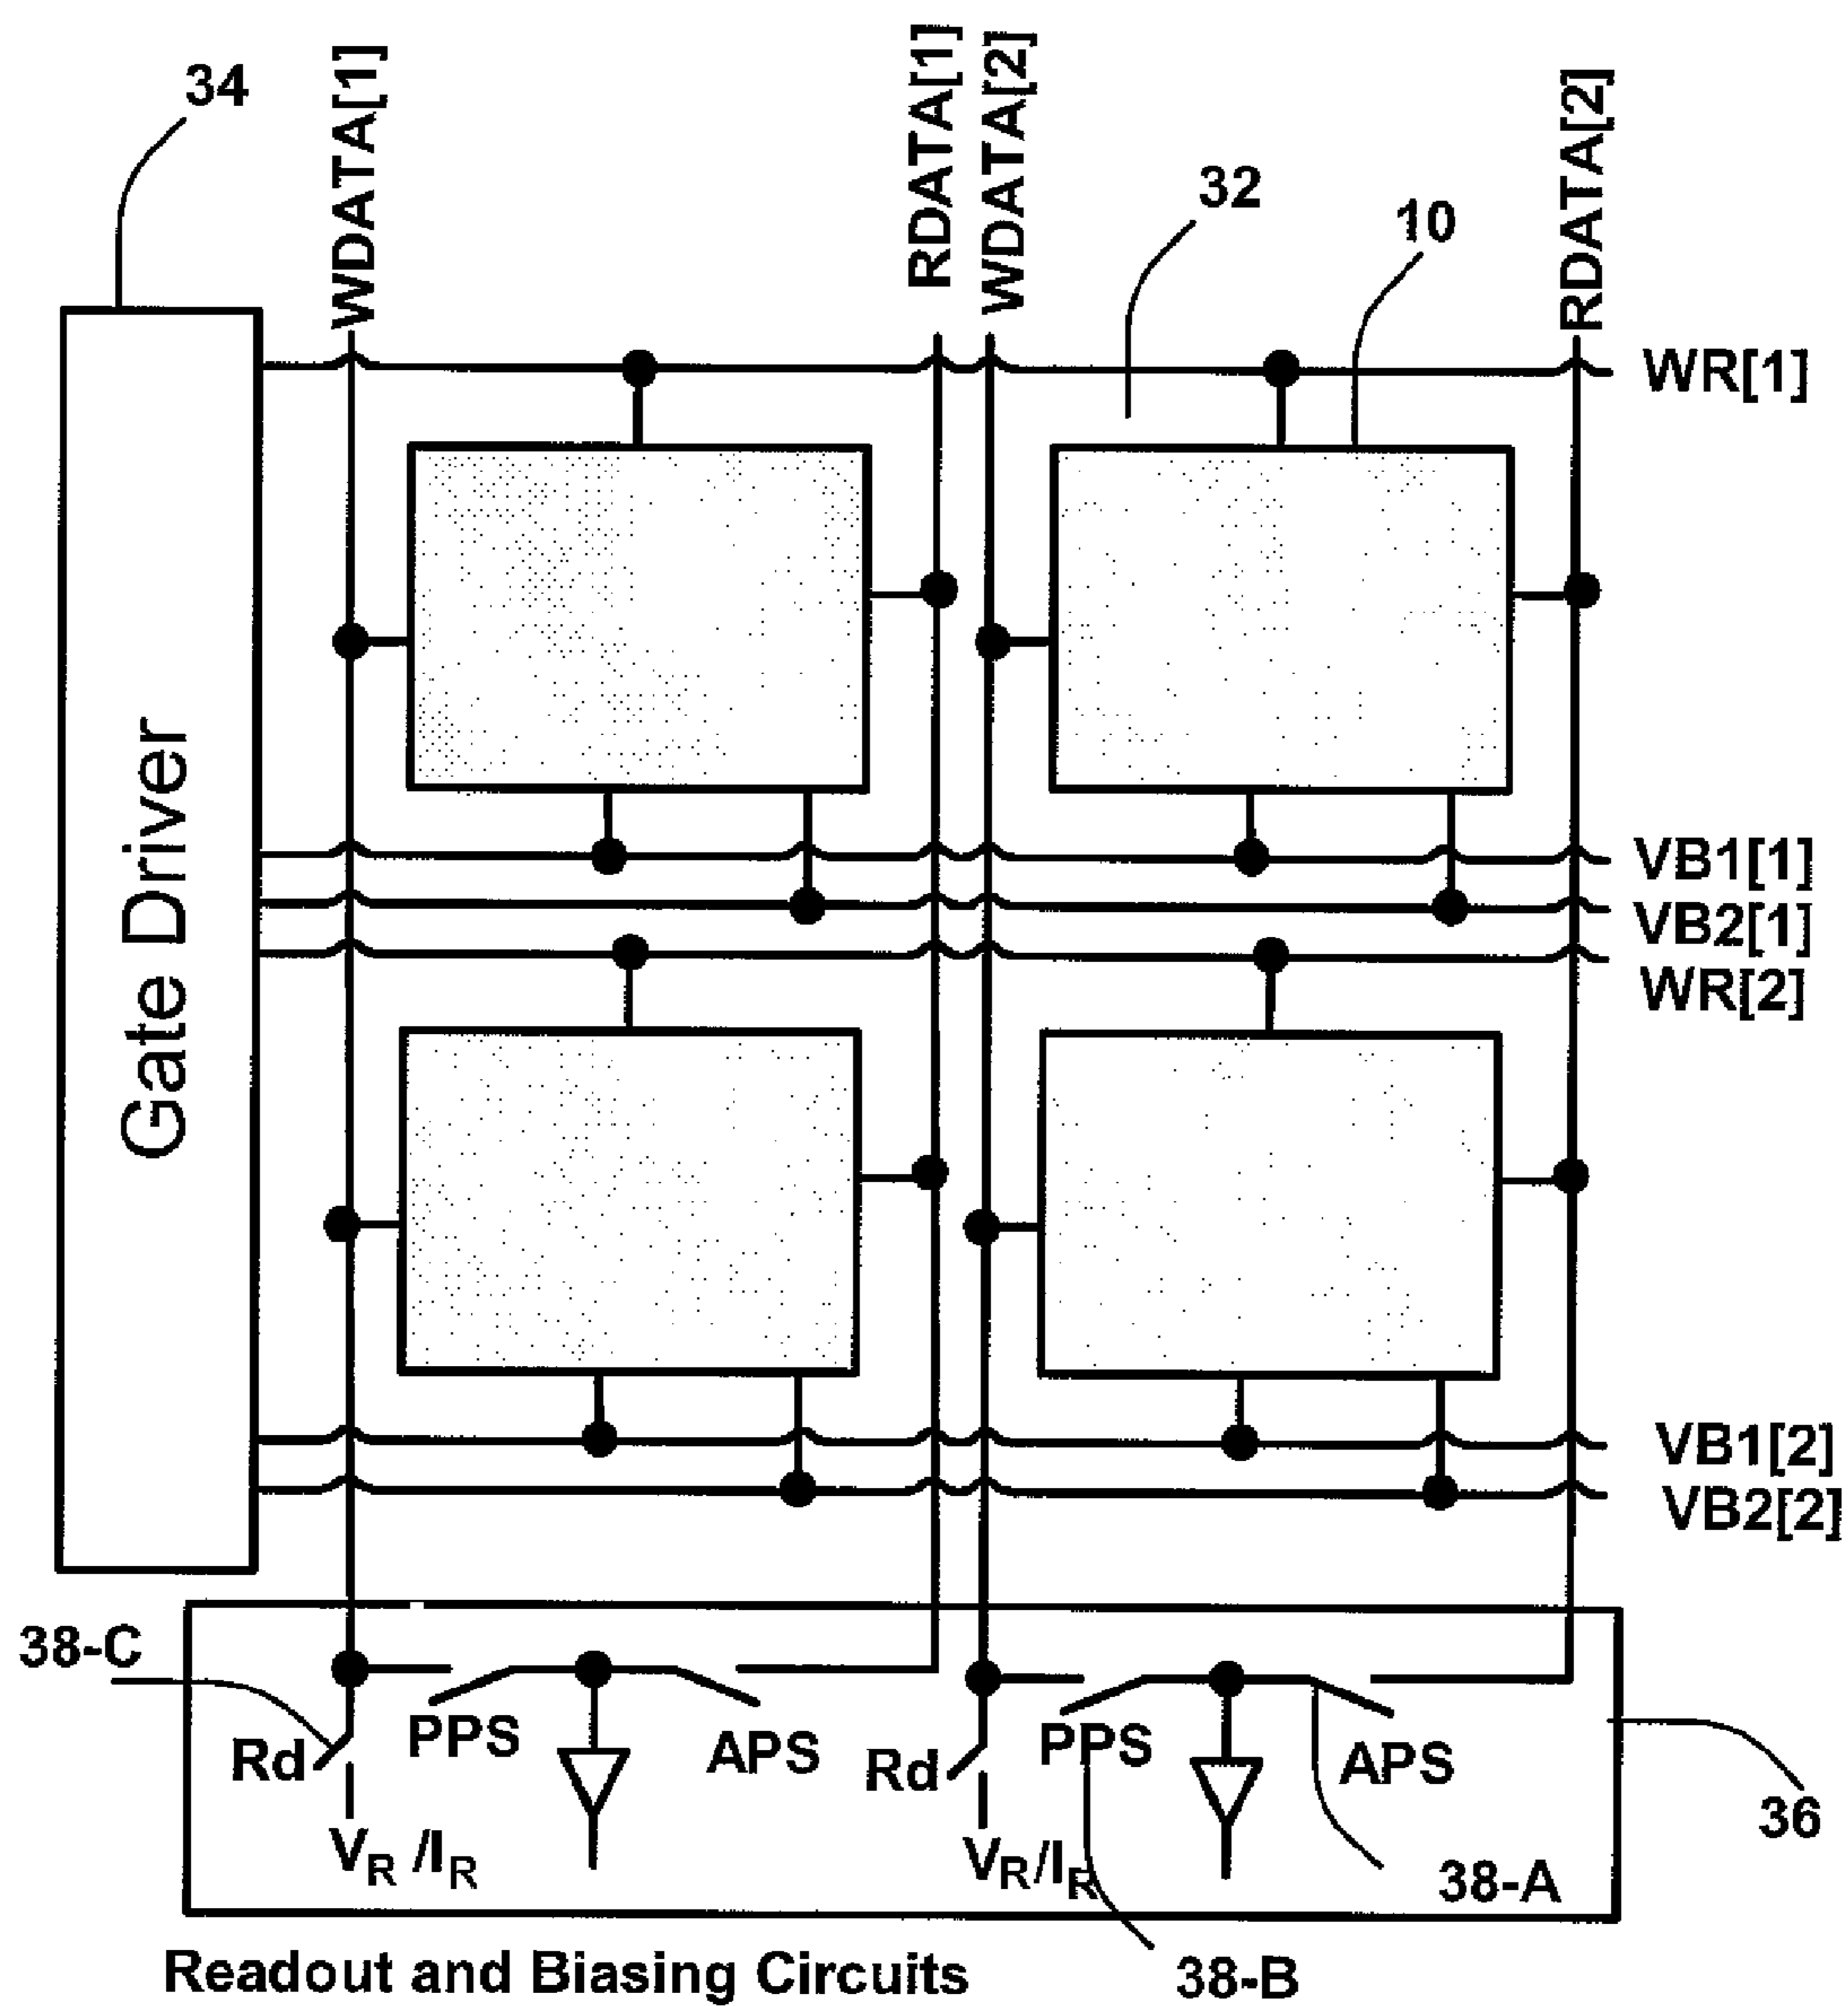 34
WDATA[1]
RDATA[1]
WDATA[2]
RDATA[2]
32
10
WR[1]
Gate Driver
VB1[1]
VB2[1]
WR[2]
VB1[2]
VB2[2]
38-C
Rd
PPS
APS
Rd
PPS
APS
VR /IR
VR/IR
36
38-A
38-B
Readout and Biasing Circuits